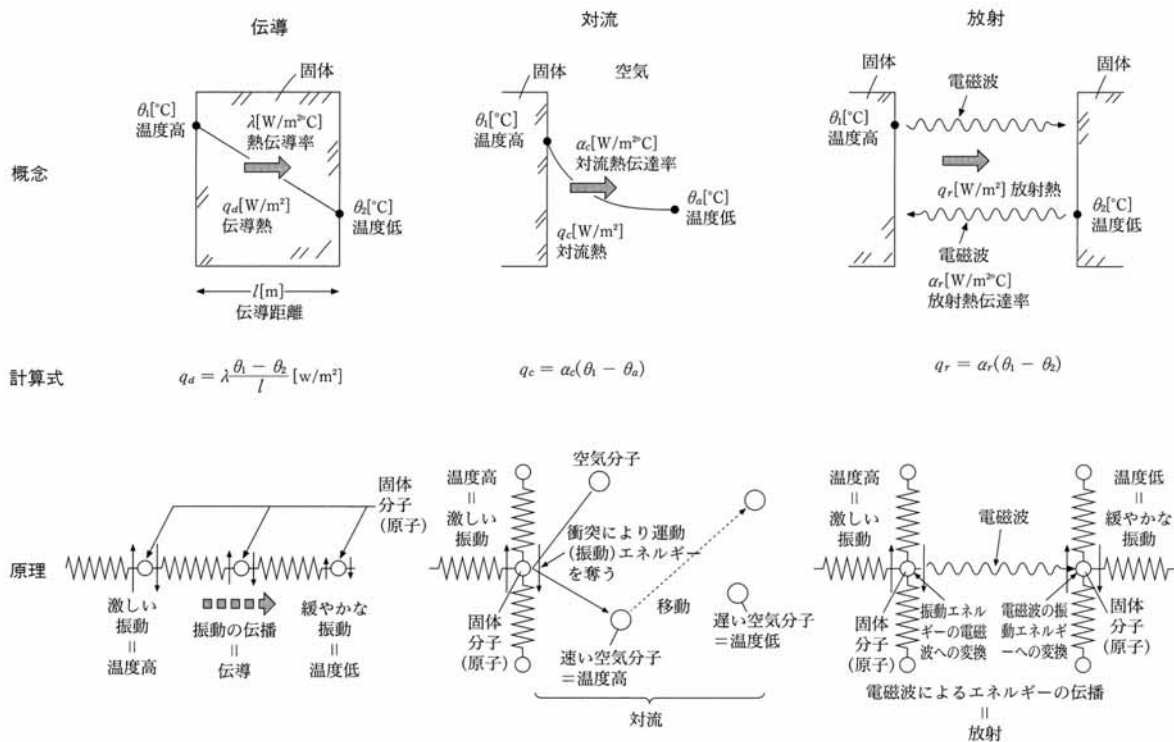 伝導
対流
放射
概念
固体
θ₁[°C]
温度高
λ[W/m²°C]
熱伝導率
q_d[W/m²]
伝導熱
θ₂[°C]
温度低
l[m]
伝導距離
固体
空気
θ₁[°C]
温度高
α_c[W/m²°C]
対流熱伝達率
θ_a[°C]
温度低
q_c[W/m²]
対流熱
固体
電磁波
固体
θ₁[°C]
温度高
q_r[W/m²] 放射熱
θ₂[°C]
温度低
電磁波
α_r[W/m²°C]
放射熱伝達率
計算式
q_d = λ (θ₁ − θ₂)/l [w/m²]
q_c = α_c(θ₁ − θ_a)
q_r = α_r(θ₁ − θ₂)
原理
固体
分子
(原子)
激しい
振動
=
温度高
振動の伝播
=
伝導
緩やかな
振動
=
温度低
温度高
=
激しい
振動
空気分子
衝突により運動
(振動)エネルギー
を奪う
移動
固体
分子
(原子)
速い空気分子
=温度高
遅い空気分子
=温度低
対流
温度高
=
激しい
振動
電磁波
温度低
=
緩やかな
振動
固体
分子
(原子)
振動エネル
ギーの電磁
波への変換
電磁波の振
動エネルギ
ーへの変換
固体
分子
(原子)
電磁波によるエネルギーの伝播
=
放射